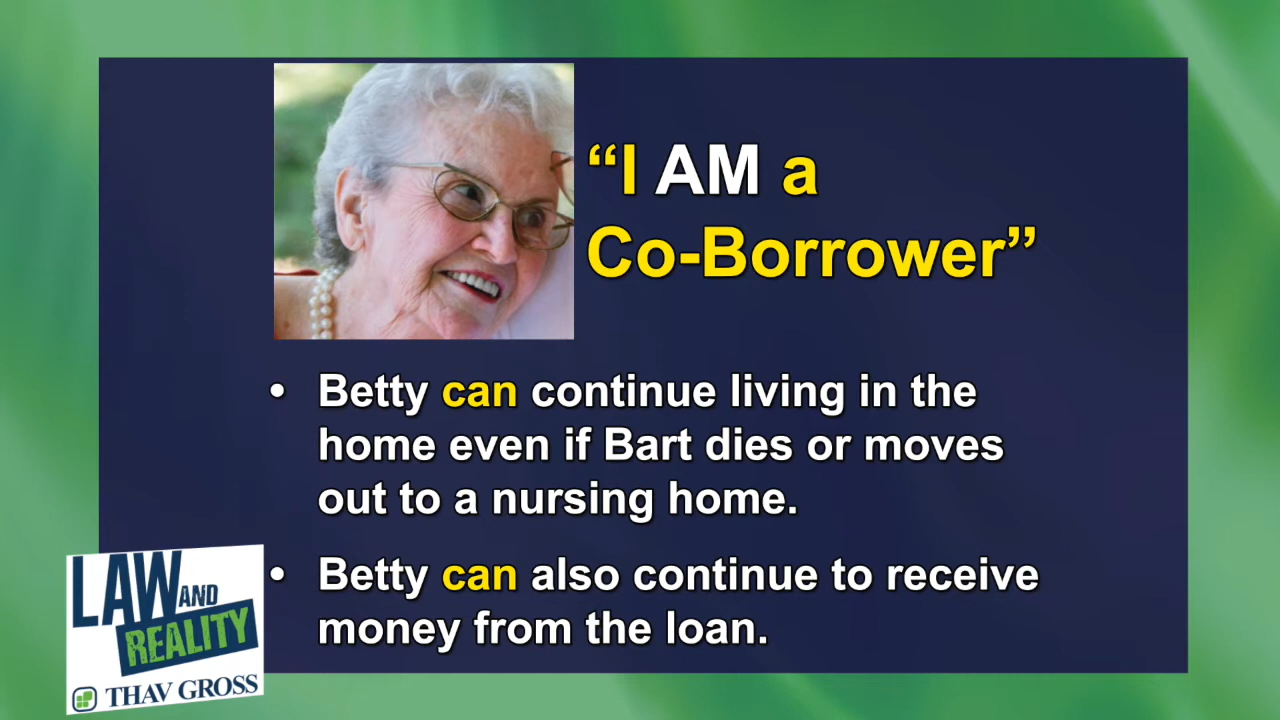 “I AM a
Co-Borrower”
• Betty can continue living in the
home even if Bart dies or moves
out to a nursing home.
• Betty can also continue to receive
money from the loan.
LAW AND
REALITY
THAV GROSS